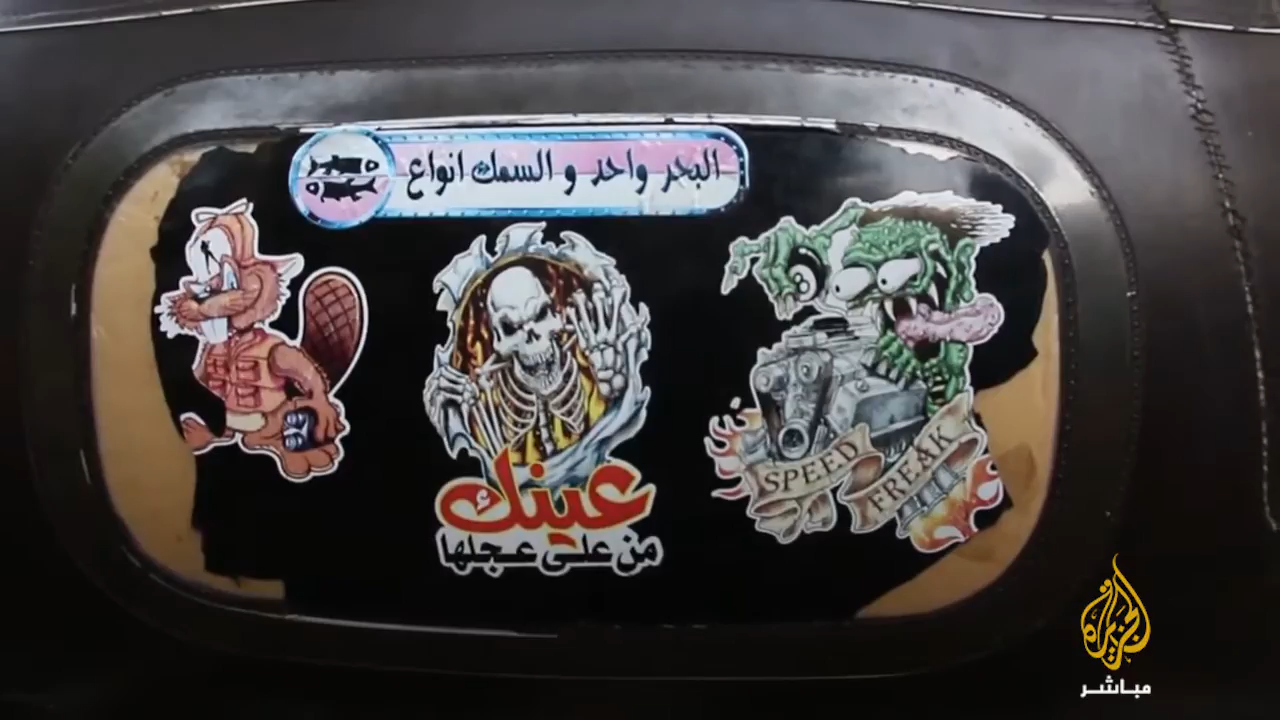 البحر واحد و السمك انواع
عينك
من على عجلها
SPEED
FREAK
الجزيرة
مباشر